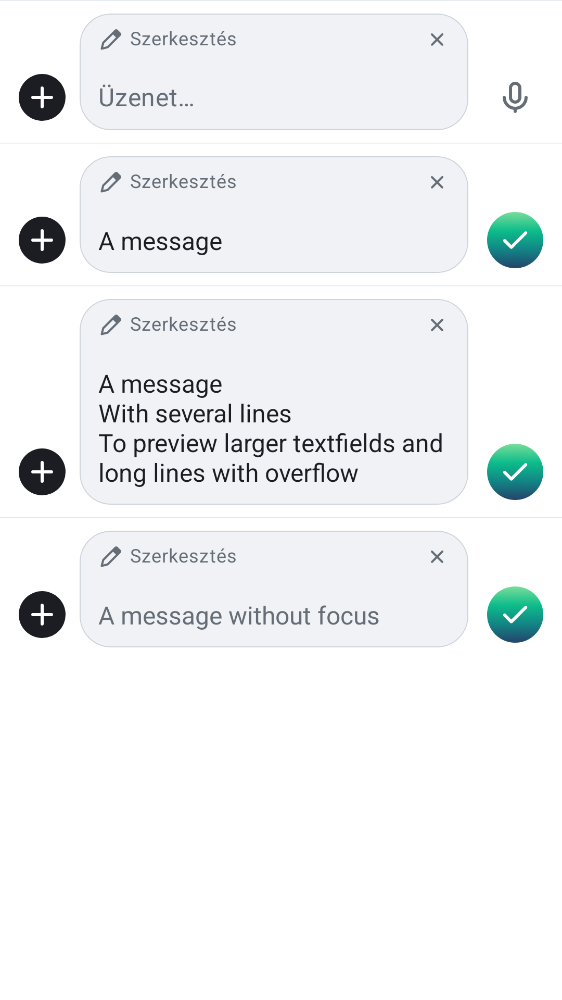 Szerkesztés
Üzenet…
Szerkesztés
A message
Szerkesztés
A message
With several lines
To preview larger textfields and
long lines with overflow
Szerkesztés
A message without focus